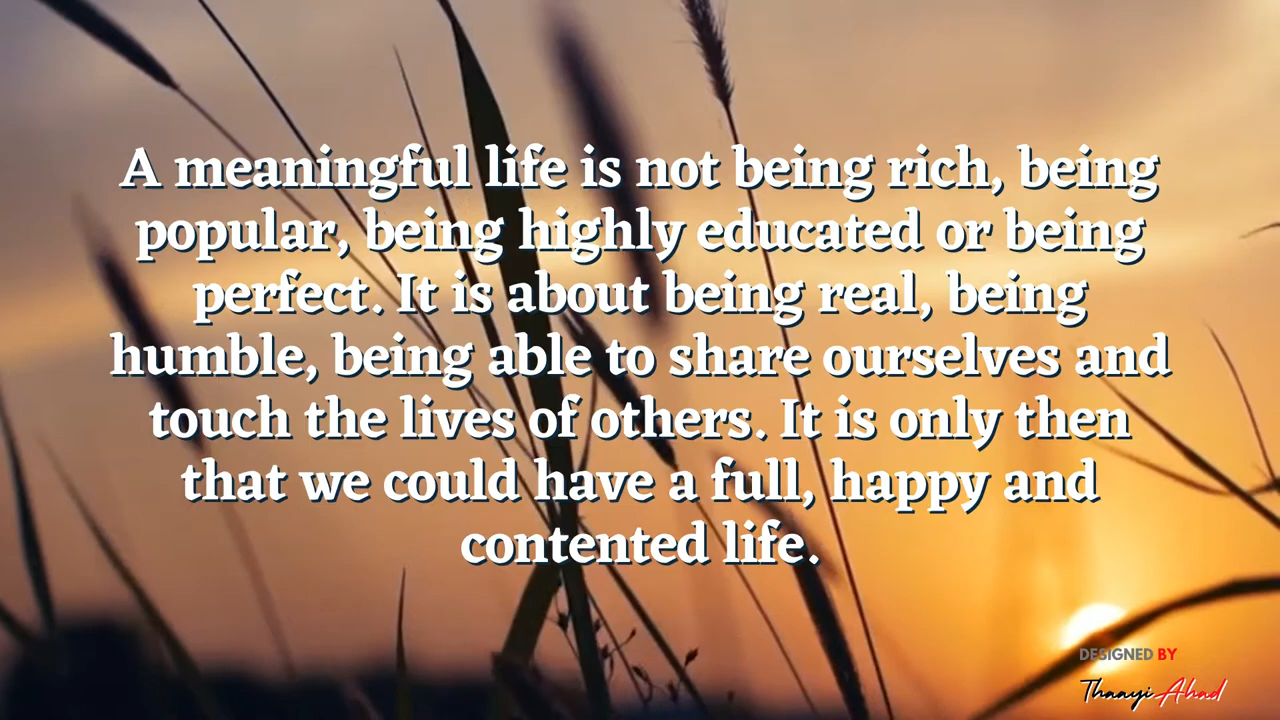 A meaningful life is not being rich, being
popular, being highly educated or being
perfect. It is about being real, being
humble, being able to share ourselves and
touch the lives of others. It is only then
that we could have a full, happy and
contented life.
DESIGNED BY
Thaayi Ahad